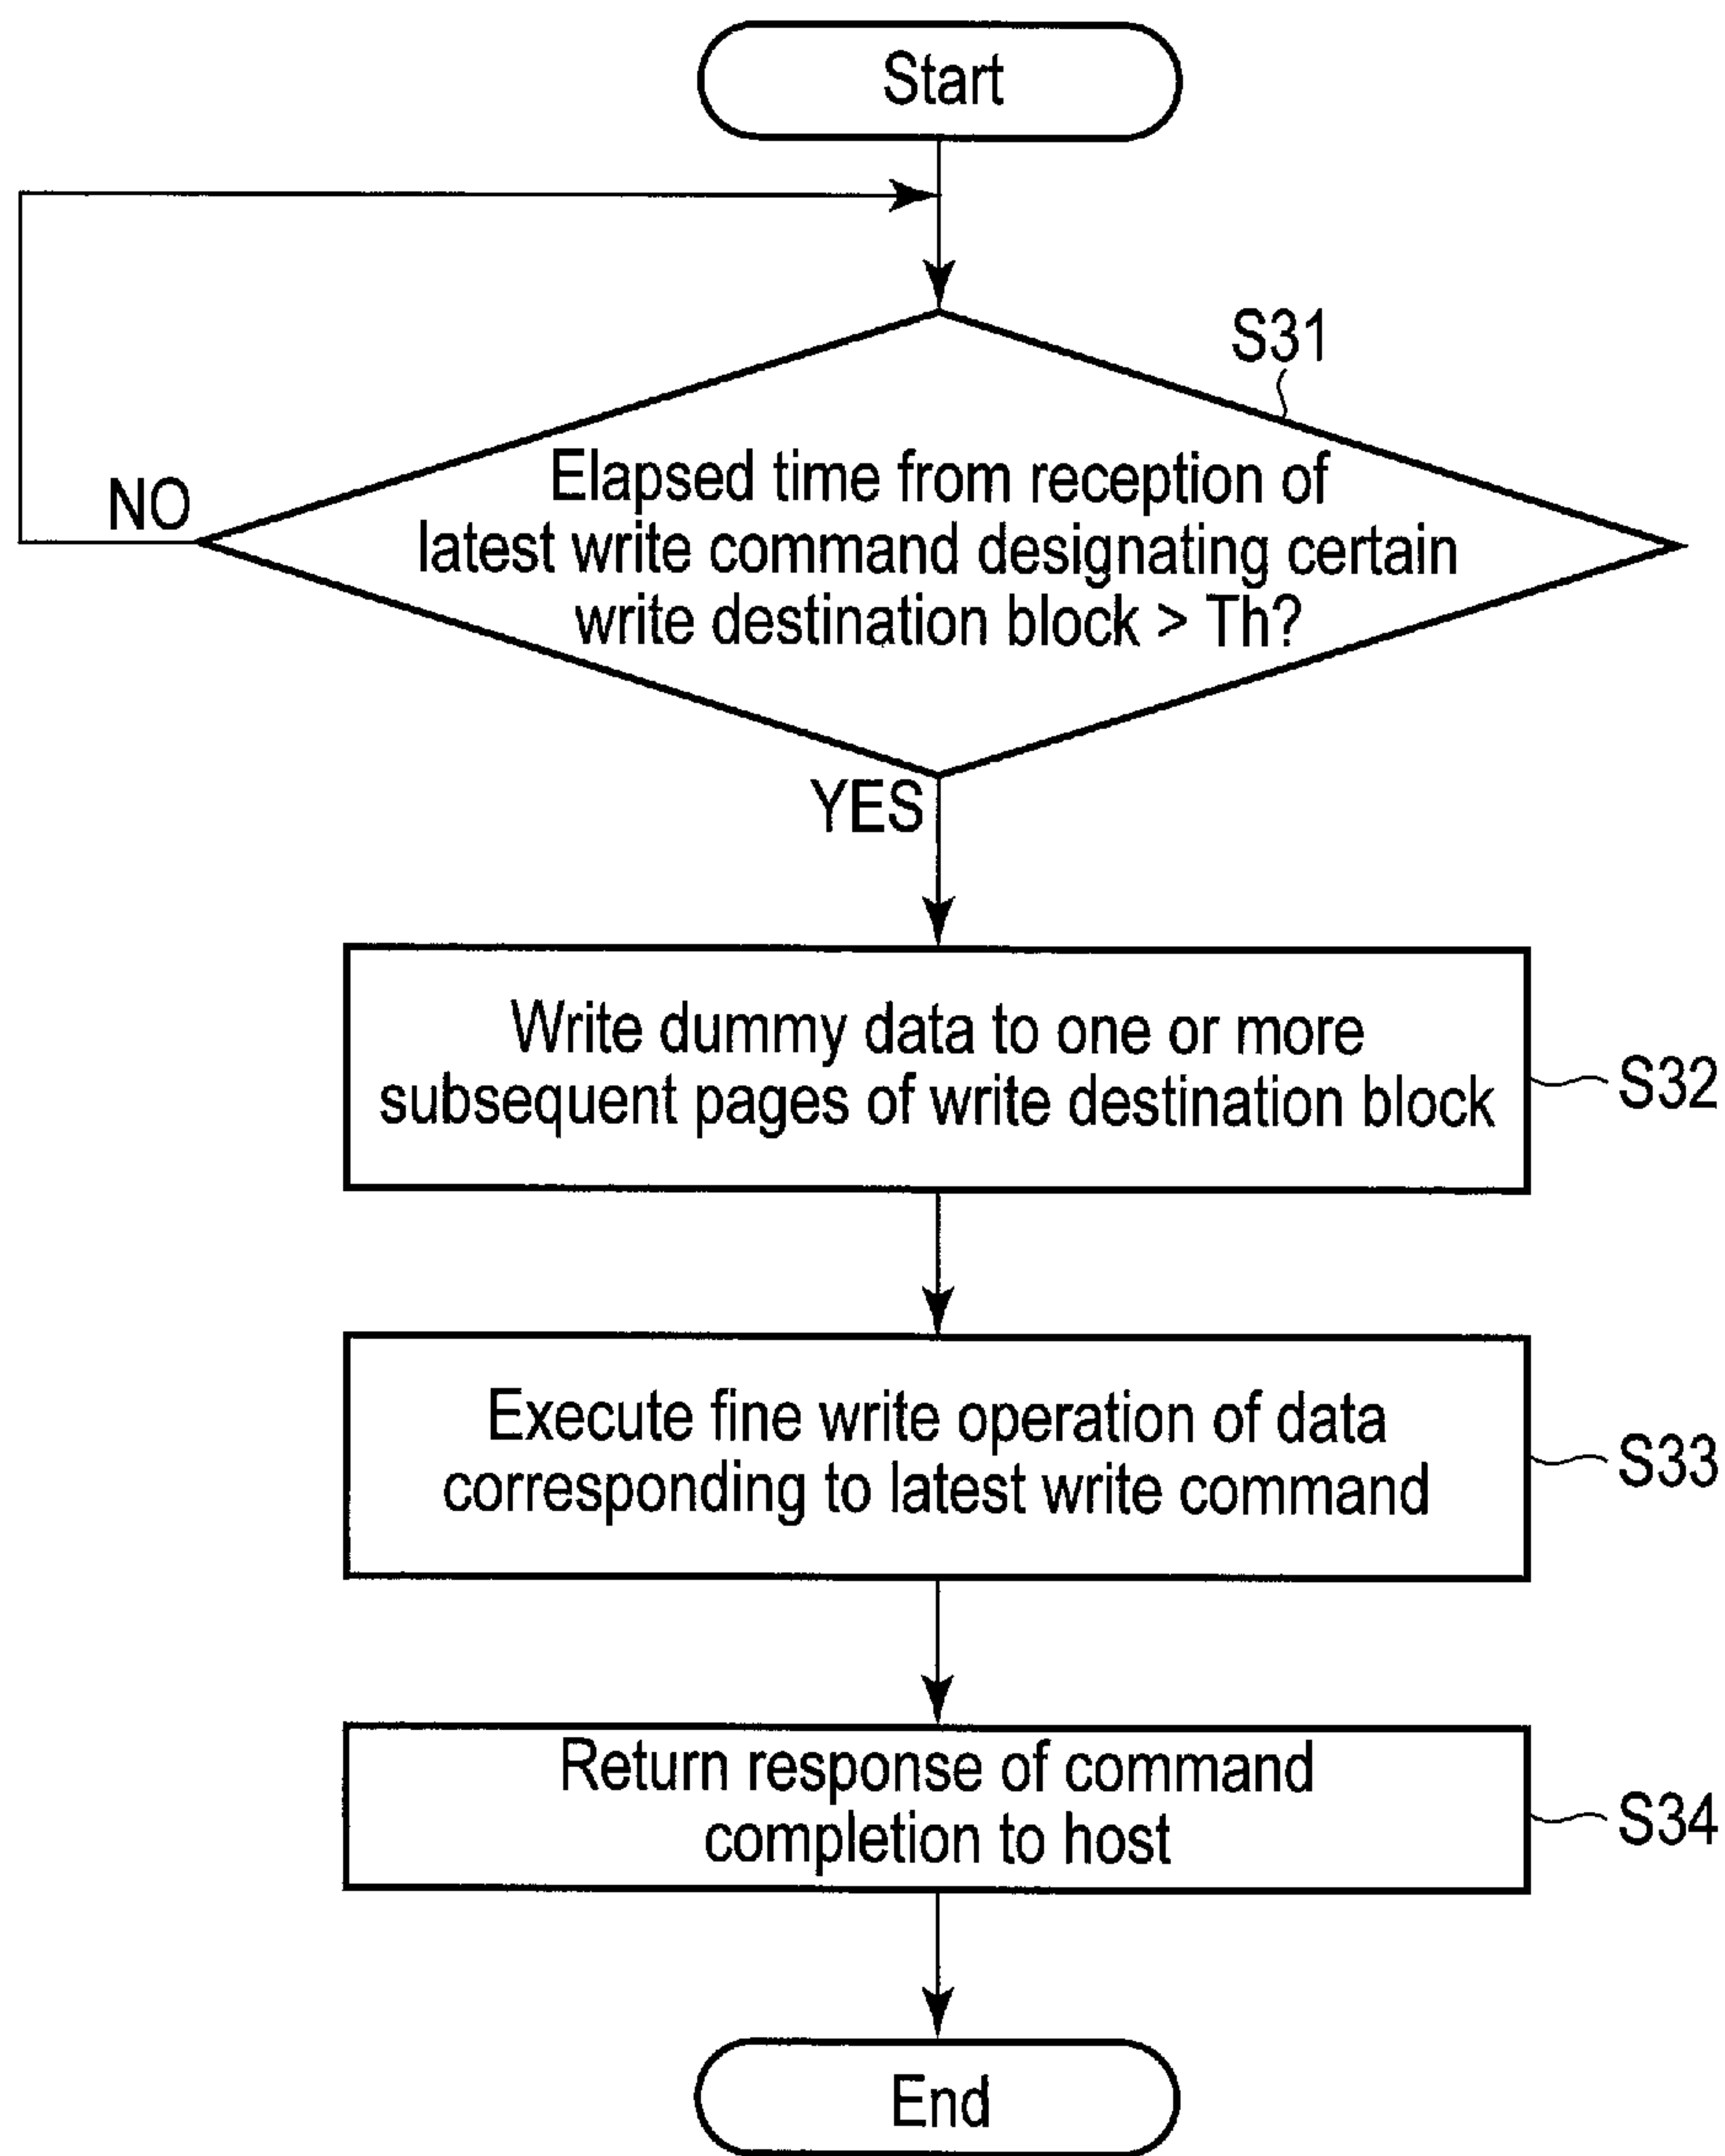 Start
S31
Elapsed time from reception of
latest write command designating certain
write destination block > Th?
NO
YES
Write dummy data to one or more
subsequent pages of write destination block
S32
Execute fine write operation of data
corresponding to latest write command
S33
Return response of command
completion to host
S34
End